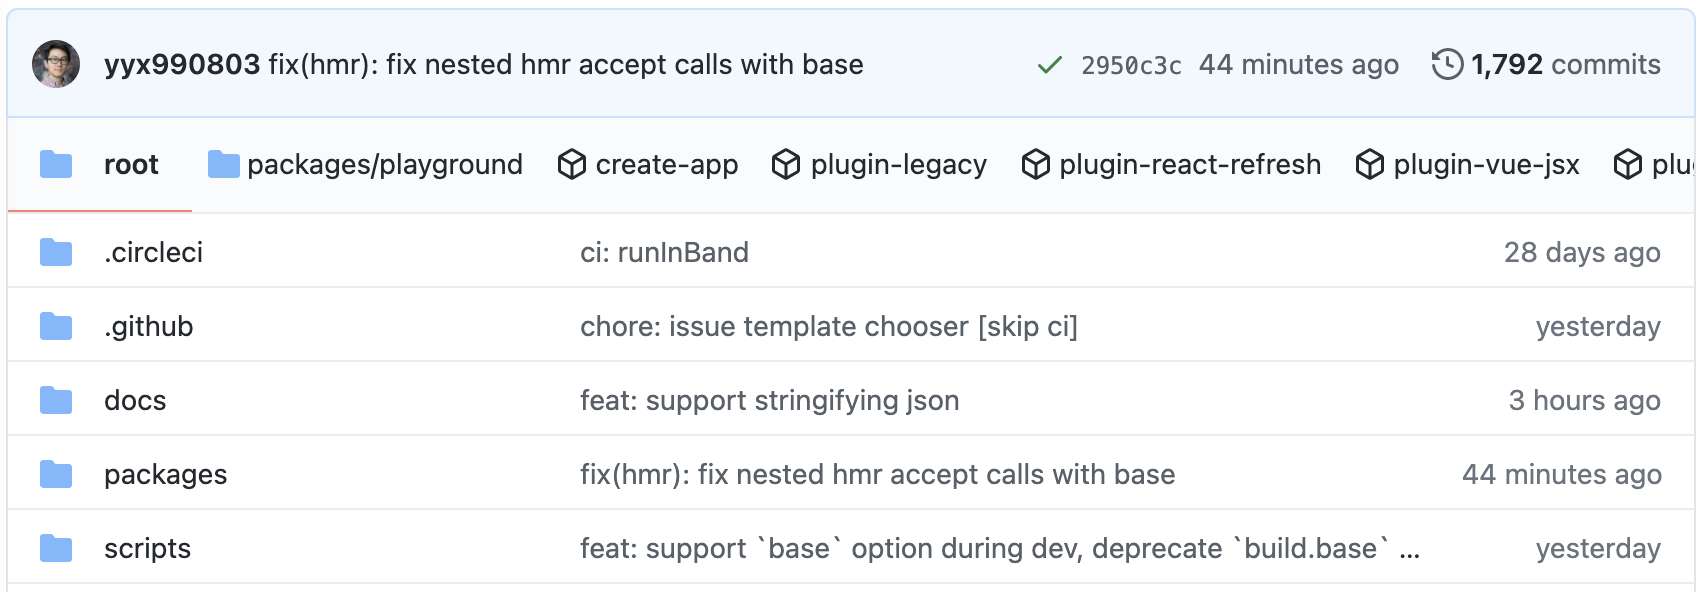 yyx990803 fix(hmr): fix nested hmr accept calls with base 2950c3c 44 minutes ago 1,792 commits
root packages/playground create-app plugin-legacy plugin-react-refresh plugin-vue-jsx
.circleci ci: runInBand 28 days ago
.github chore: issue template chooser [skip ci] yesterday
docs feat: support stringifying json 3 hours ago
packages fix(hmr): fix nested hmr accept calls with base 44 minutes ago
scripts feat: support `base` option during dev, deprecate `build.base` ... yesterday